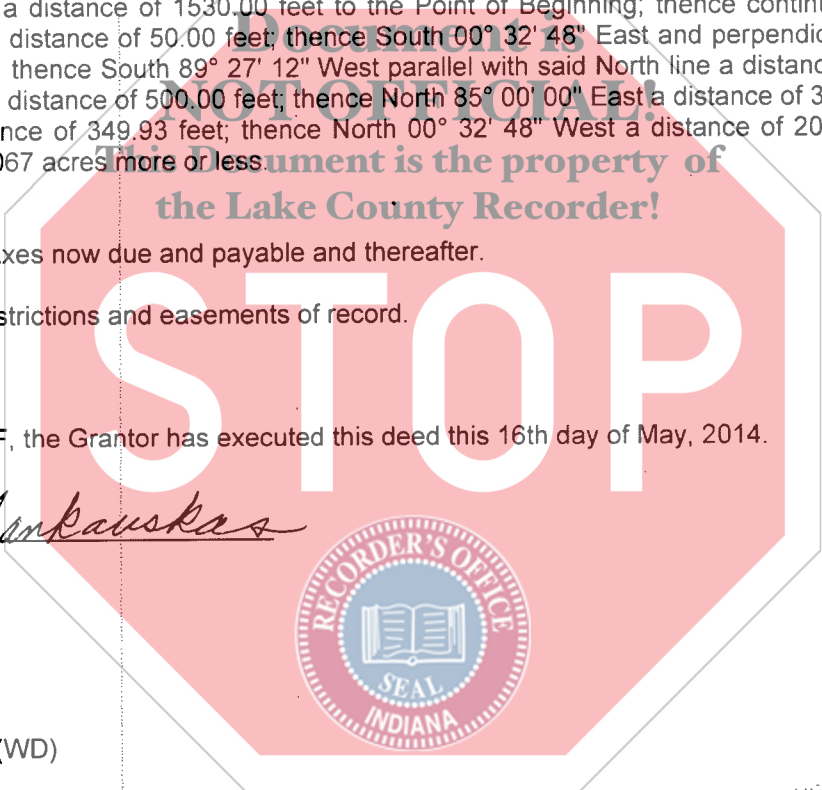 a distance of 1530.00 feet to the Point of Beginning; thence contin
distance of 50.00 feet; thence South 00° 32' 48" East and perpendic
thence South 89° 27' 12" West parallel with said North line a distanc
distance of 500.00 feet; thence North 85° 00' 00" East a distance of 3
nce of 349.93 feet; thence North 00° 32' 48" West a distance of 20
067 acres more or less.
Document is
NOT OFFICIAL!
This Document is the property of
the Lake County Recorder!
xes now due and payable and thereafter.
strictions and easements of record.
STOP
F, the Grantor has executed this deed this 16th day of May, 2014.
ankauskas
RECORDER'S OFFICE
SEAL
INDIANA
(WD)